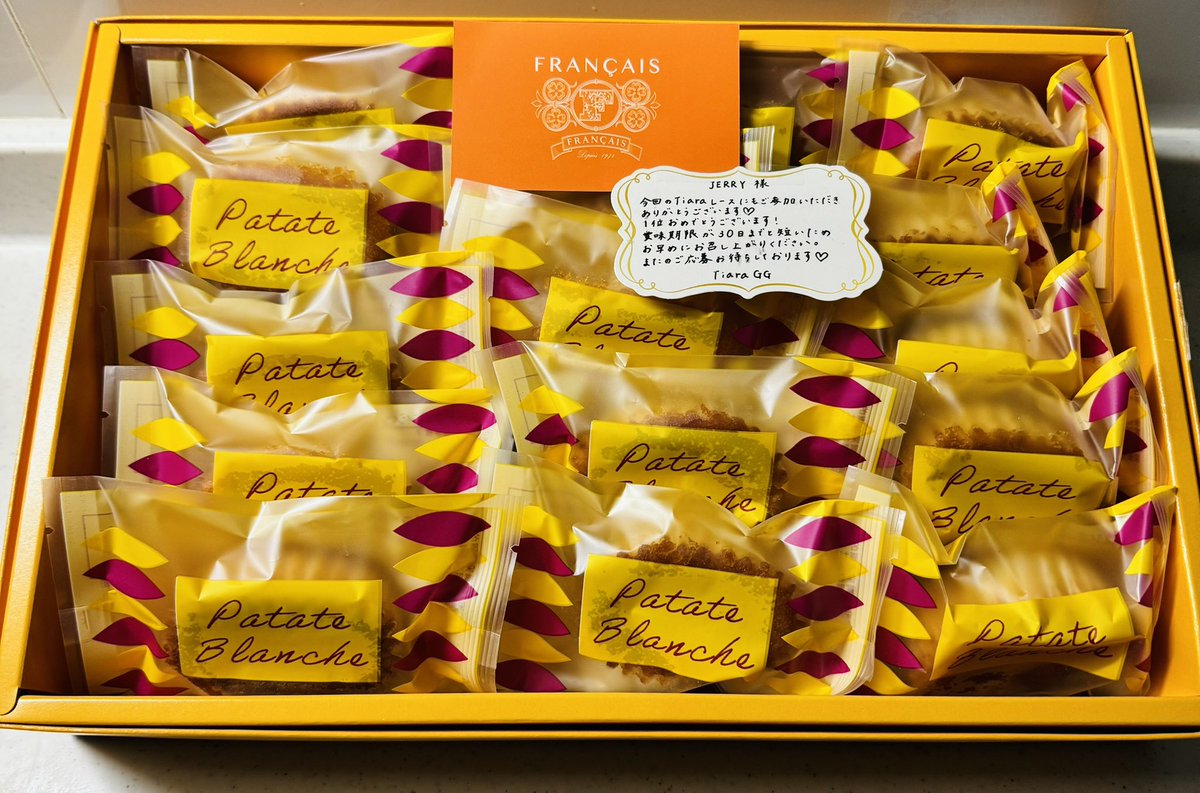 FRANÇAIS
F
FRANÇAIS
Depuis 1971
JERRY 様
今回のTiaraレースにもご参加いただき
ありがとうございます♡
1位おめでとうございます!
賞味期限が30日までと短いため
お早めにお召し上がりください。
またのご応募お待ちしております♡
Tiara GG
Patate
Blanche
Patate
Patate
Patate
Patate
Blanche
Patate
Patate
Blanche
Patate
Patate
Blanche
Patate
Blanche
Patate
Blanche
Patate